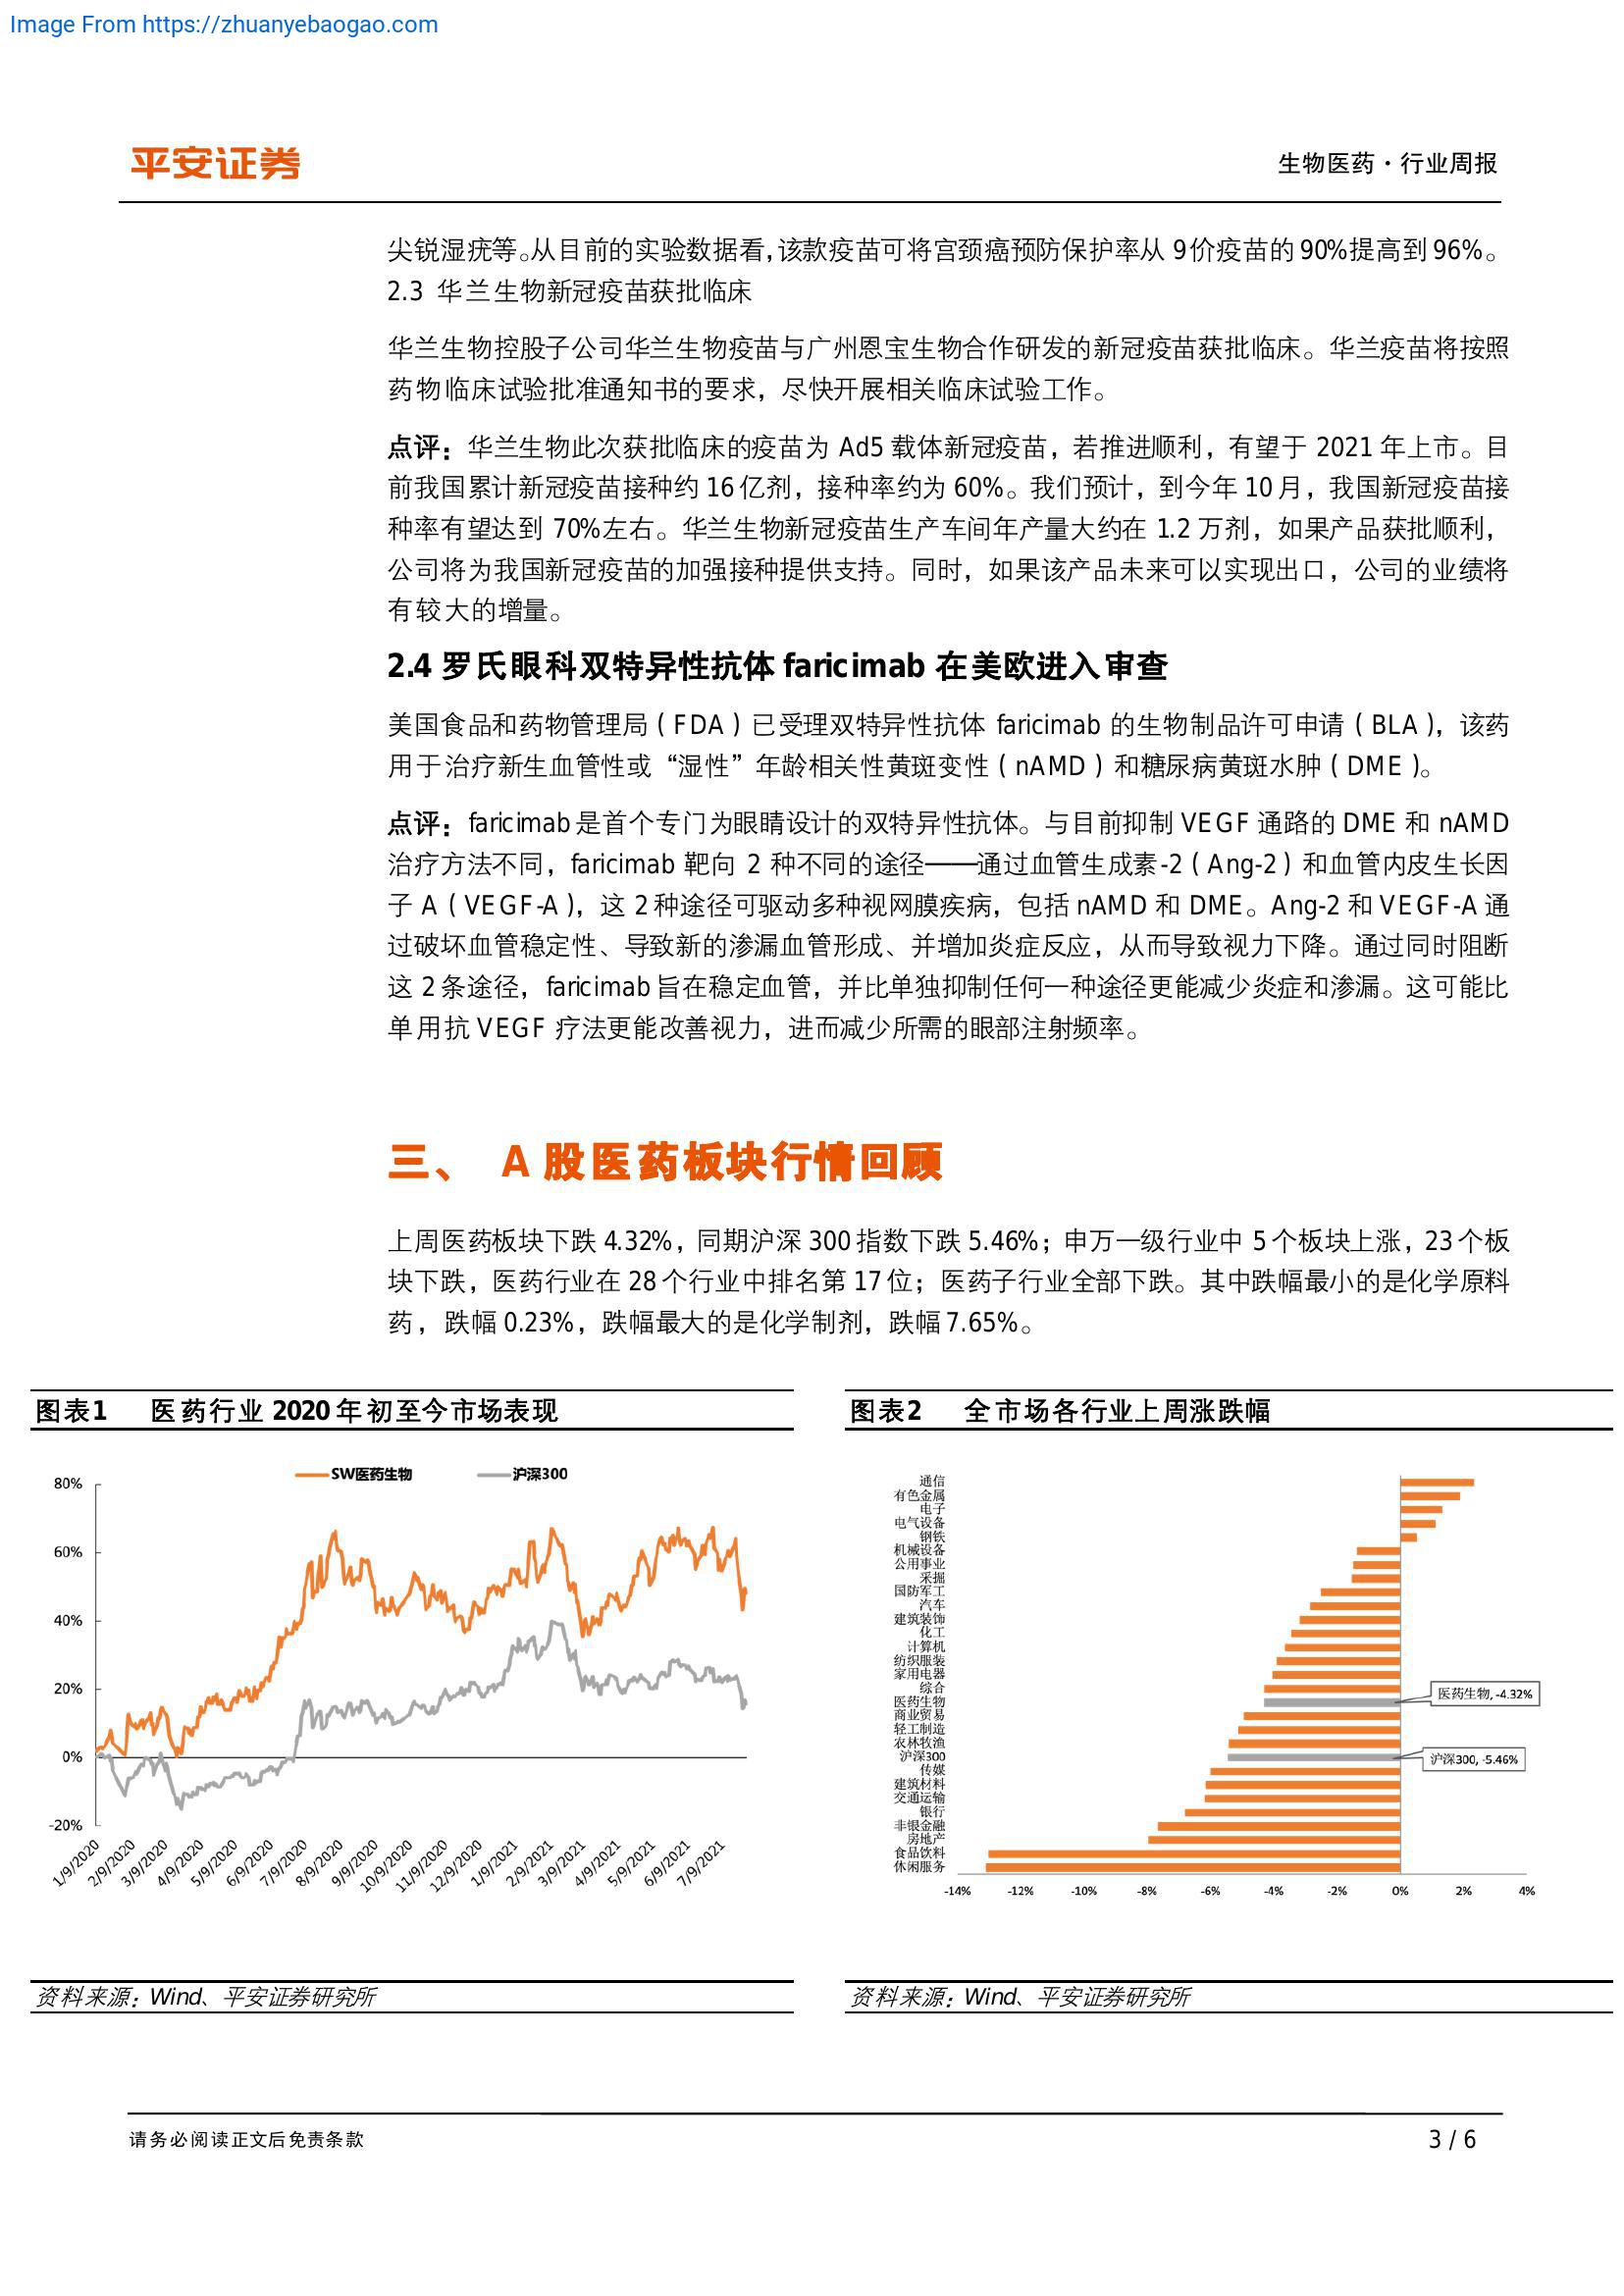 Image From https://zhuanyebaogao.com
平安证券
生物医药·行业周报
尖锐湿疣等。从目前的实验数据看，该款疫苗可将宫颈癌预防保护率从 9 价疫苗的 90%提高到 96%。
2.3 华兰生物新冠疫苗获批临床
华兰生物控股子公司华兰生物疫苗与广州恩宝生物合作研发的新冠疫苗获批临床。华兰疫苗将按照
药物临床试验批准通知书的要求，尽快开展相关临床试验工作。
点评：华兰生物此次获批临床的疫苗为 Ad5 载体新冠疫苗，若推进顺利，有望于 2021 年上市。目
前我国累计新冠疫苗接种约 16 亿剂，接种率约为 60%。我们预计，到今年 10 月，我国新冠疫苗接
种率有望达到 70%左右。华兰生物新冠疫苗生产车间年产量大约在 1.2 万剂，如果产品获批顺利，
公司将为我国新冠疫苗的加强接种提供支持。同时，如果该产品未来可以实现出口，公司的业绩将
有较大的增量。
2.4 罗氏眼科双特异性抗体 faricimab 在美欧进入审查
美国食品和药物管理局（FDA）已受理双特异性抗体 faricimab 的生物制品许可申请（BLA），该药
用于治疗新生血管性或“湿性”年龄相关性黄斑变性（nAMD）和糖尿病黄斑水肿（DME）。
点评：faricimab 是首个专门为眼睛设计的双特异性抗体。与目前抑制 VEGF 通路的 DME 和 nAMD
治疗方法不同，faricimab 靶向 2 种不同的途径——通过血管生成素-2（Ang-2）和血管内皮生长因
子 A（VEGF-A），这 2 种途径可驱动多种视网膜疾病，包括 nAMD 和 DME。Ang-2 和 VEGF-A 通
过破坏血管稳定性、导致新的渗漏血管形成、并增加炎症反应，从而导致视力下降。通过同时阻断
这 2 条途径，faricimab 旨在稳定血管，并比单独抑制任何一种途径更能减少炎症和渗漏。这可能比
单用抗 VEGF 疗法更能改善视力，进而减少所需的眼部注射频率。
三、 A 股医药板块行情回顾
上周医药板块下跌 4.32%，同期沪深 300 指数下跌 5.46%；申万一级行业中 5 个板块上涨，23 个板
块下跌，医药行业在 28 个行业中排名第 17 位；医药子行业全部下跌。其中跌幅最小的是化学原料
药，跌幅 0.23%，跌幅最大的是化学制剂，跌幅 7.65%。
图表1 医药行业 2020 年初至今市场表现
SW医药生物 沪深300
80%
60%
40%
20%
0%
-20%
1/9/2020 2/9/2020 3/9/2020 4/9/2020 5/9/2020 6/9/2020 7/9/2020 8/9/2020 9/9/2020 10/9/2020 11/9/2020 12/9/2020 1/9/2021 2/9/2021 3/9/2021 4/9/2021 5/9/2021 6/9/2021 7/9/2021
资料来源：Wind、平安证券研究所
图表2 全市场各行业上周涨跌幅
通信
有色金属
电子
电气设备
钢铁
机械设备
公用事业
采掘
国防军工
汽车
建筑装饰
化工
计算机
纺织服装
家用电器
综合
医药生物
医药生物, -4.32%
商业贸易
轻工制造
农林牧渔
沪深300
沪深300, -5.46%
传媒
建筑材料
交通运输
银行
非银金融
房地产
食品饮料
休闲服务
-14% -12% -10% -8% -6% -4% -2% 0% 2% 4%
资料来源：Wind、平安证券研究所
请务必阅读正文后免责条款
3 / 6